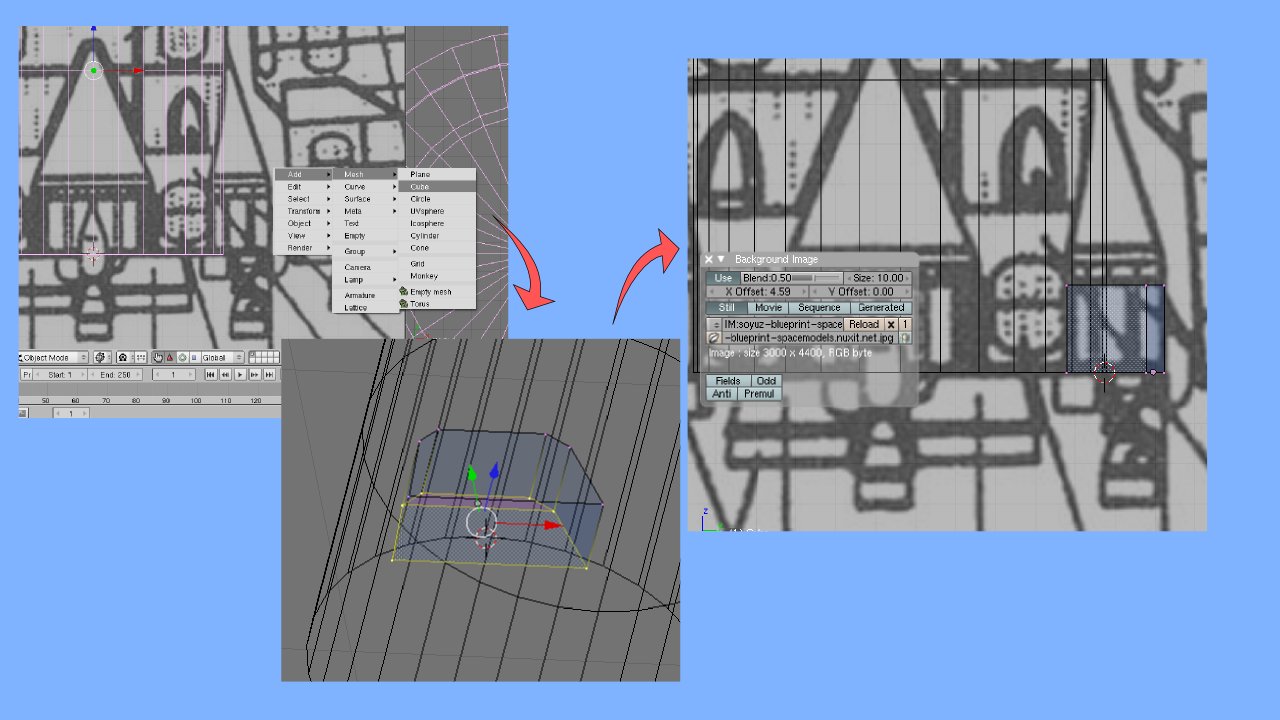 Add Mesh Plane
Edit Curve Cube
Select Surface Circle
Transform Meta UVsphere
Object Text Icosphere
View Empty Cylinder
Render Group Cone
Camera Grid
Lamp Monkey
Armature Empty mesh
Lattice Torus
Object Mode Global
Pr Start: 1 End: 250 1
50 60 70 80 90 100 110 120
1
Background Image
Use Blend:0.50 Size: 10.00
X Offset: 4.59 Y Offset: 0.00
Still Movie Sequence Generated
IM:soyuz-blueprint-space Reload 1
-blueprint-spacemodels.nuxit.net.jpg
Image : size 3000 x 4400, RGB byte
Fields Odd
Anti Premul
z